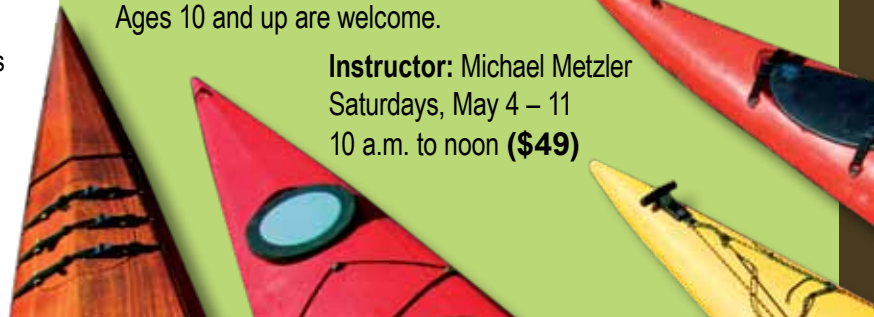 Ages 10 and up are welcome.
s
Instructor: Michael Metzler
Saturdays, May 4 – 11
10 a.m. to noon ($49)